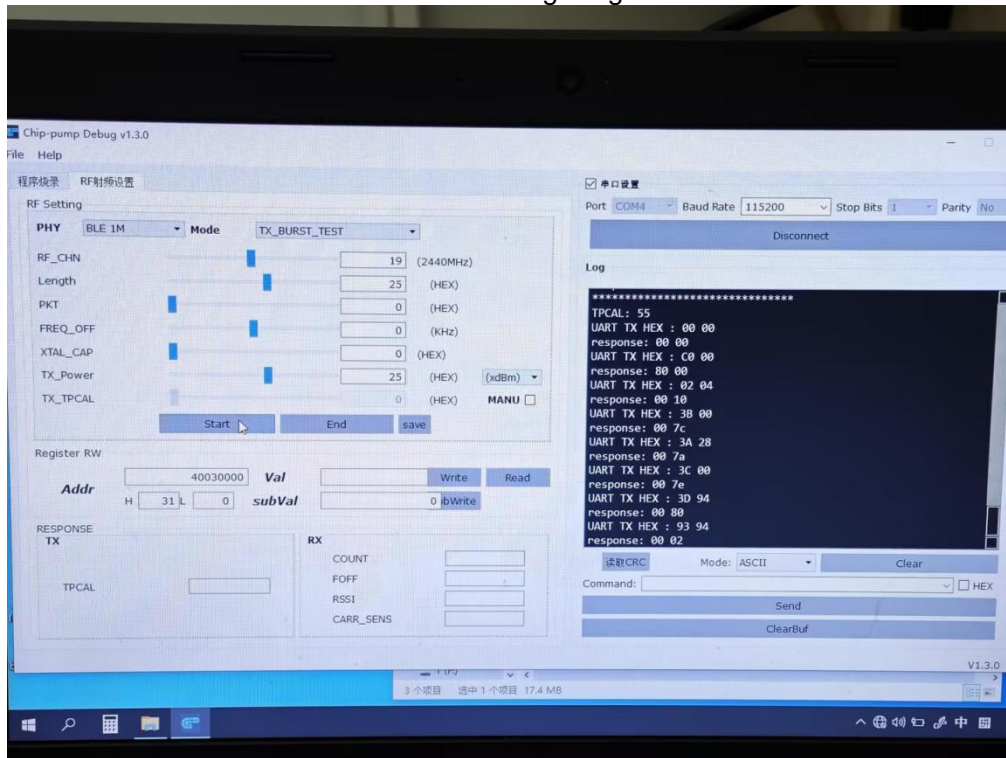 Chip-pump Debug v1.3.0
File Help
程序烧录 RF射频设置
RF Setting
PHY BLE 1M Mode TX_BURST_TEST
RF_CHN 19 (2440MHz)
Length 25 (HEX)
PKT 0 (HEX)
FREQ_OFF 0 (KHz)
XTAL_CAP 0 (HEX)
TX_Power 25 (HEX) (xdBm)
TX_TPCAL 0 (HEX) MANU
Start End save
Register RW
Addr 40030000 Val Write Read
H 31 L 0 subVal 0 bWrite
RESPONSE
TX RX
COUNT
FOFF
TPCAL
RSSI
CARR_SENS
串口设置
Port COM4 Baud Rate 115200 Stop Bits 1 Parity No
Disconnect
Log
********************************
TPCAL: 55
UART TX HEX : 00 00
response: 00 00
UART TX HEX : C0 00
response: 80 00
UART TX HEX : 02 04
response: 00 10
UART TX HEX : 3B 00
response: 00 7c
UART TX HEX : 3A 28
response: 00 7a
UART TX HEX : 3C 00
response: 00 7e
UART TX HEX : 3D 94
response: 00 80
UART TX HEX : 93 94
response: 00 02
读取CRC Mode: ASCII Clear
Command: HEX
Send
ClearBuf
V1.3.0
3 个项目 选中 1 个项目 17.4 MB
中